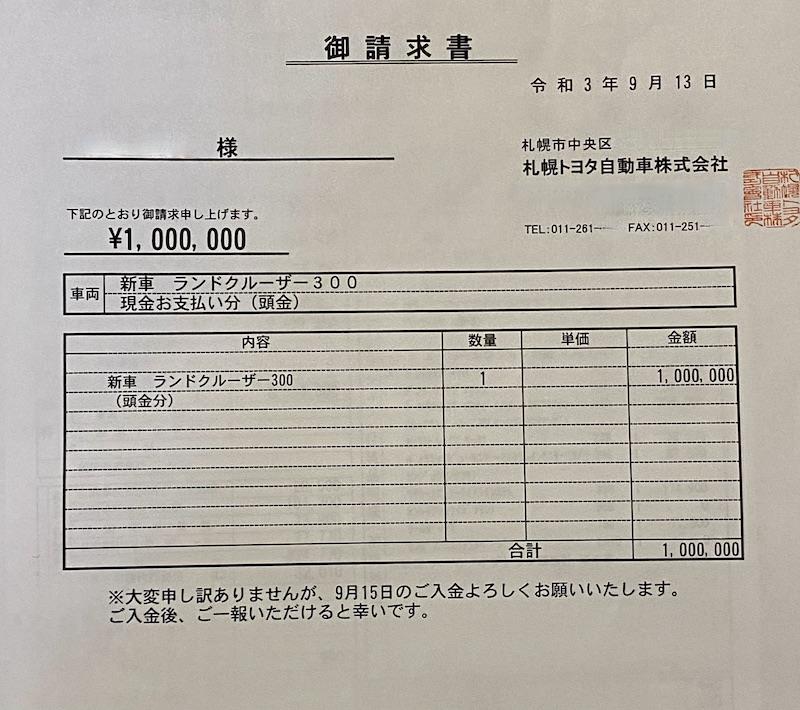 御請求書
令和3年9月13日
様
札幌市中央区
札幌トヨタ自動車株式会社
下記のとおり御請求申し上げます。
¥1,000,000
TEL:011-261- FAX:011-251-
車両
新車 ランドクルーザー300
現金お支払い分(頭金)
内容 数量 単価 金額
新車 ランドクルーザー300 1 1,000,000
(頭金分)
合計 1,000,000
※大変申し訳ありませんが、9月15日のご入金よろしくお願いいたします。
ご入金後、ご一報いただけると幸いです。